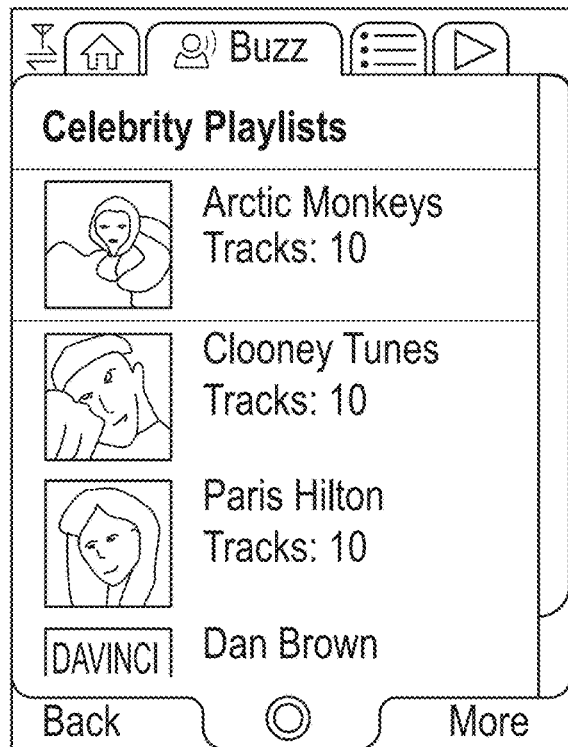 Buzz
Celebrity Playlists
Arctic Monkeys
Tracks: 10
Clooney Tunes
Tracks: 10
Paris Hilton
Tracks: 10
DAVINCI
Dan Brown
Back
More